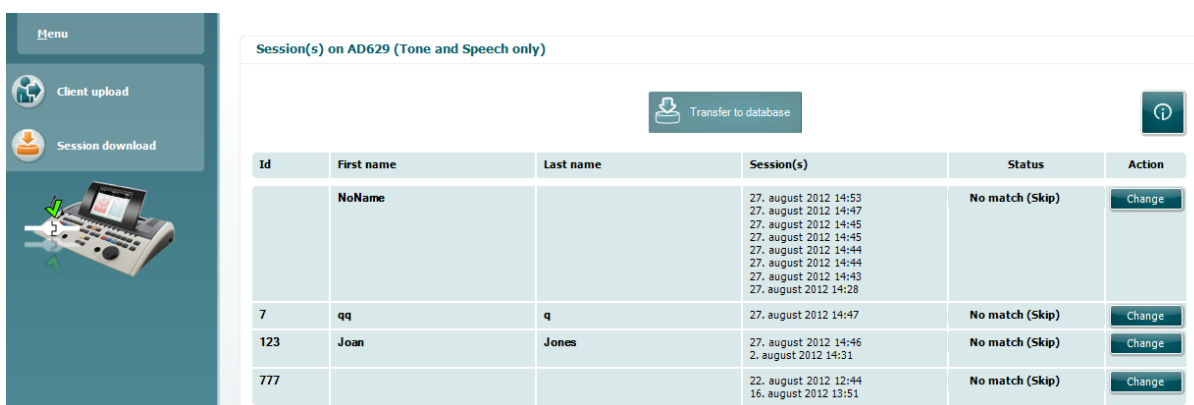 Menu
Session(s) on AD629 (Tone and Speech only)
Client upload
Transfer to database
Session download
Id First name Last name Session(s) Status Action
NoName 27. august 2012 14:53 No match (Skip) Change
27. august 2012 14:47
27. august 2012 14:45
27. august 2012 14:45
27. august 2012 14:44
27. august 2012 14:44
27. august 2012 14:43
27. august 2012 14:28
7 qq q 27. august 2012 14:47 No match (Skip) Change
123 Joan Jones 27. august 2012 14:46 No match (Skip) Change
2. august 2012 14:31
777 22. august 2012 12:44 No match (Skip) Change
16. august 2012 13:51